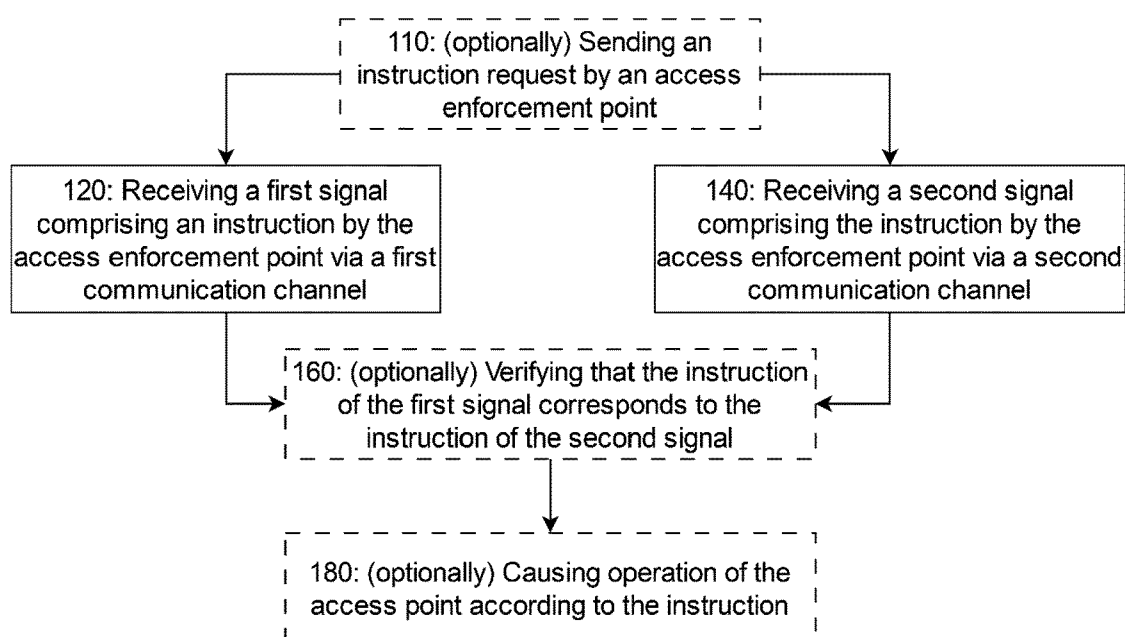 110: (optionally) Sending an
instruction request by an access
enforcement point
120: Receiving a first signal
comprising an instruction by the
access enforcement point via a first
communication channel
140: Receiving a second signal
comprising the instruction by the
access enforcement point via a second
communication channel
160: (optionally) Verifying that the instruction
of the first signal corresponds to the
instruction of the second signal
180: (optionally) Causing operation of the
access point according to the instruction